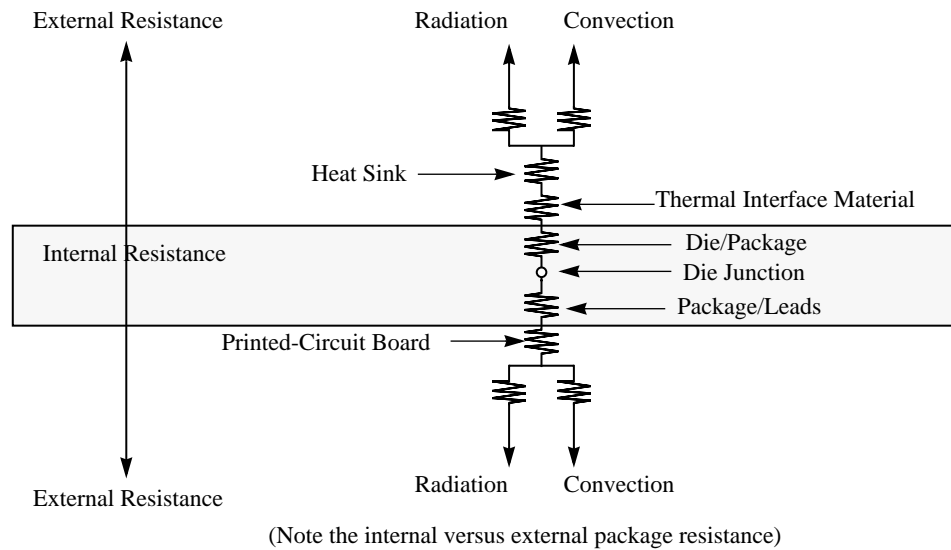 External Resistance
Radiation
Convection
Heat Sink
Thermal Interface Material
Internal Resistance
Die/Package
Die Junction
Package/Leads
Printed-Circuit Board
Radiation
Convection
External Resistance
(Note the internal versus external package resistance)